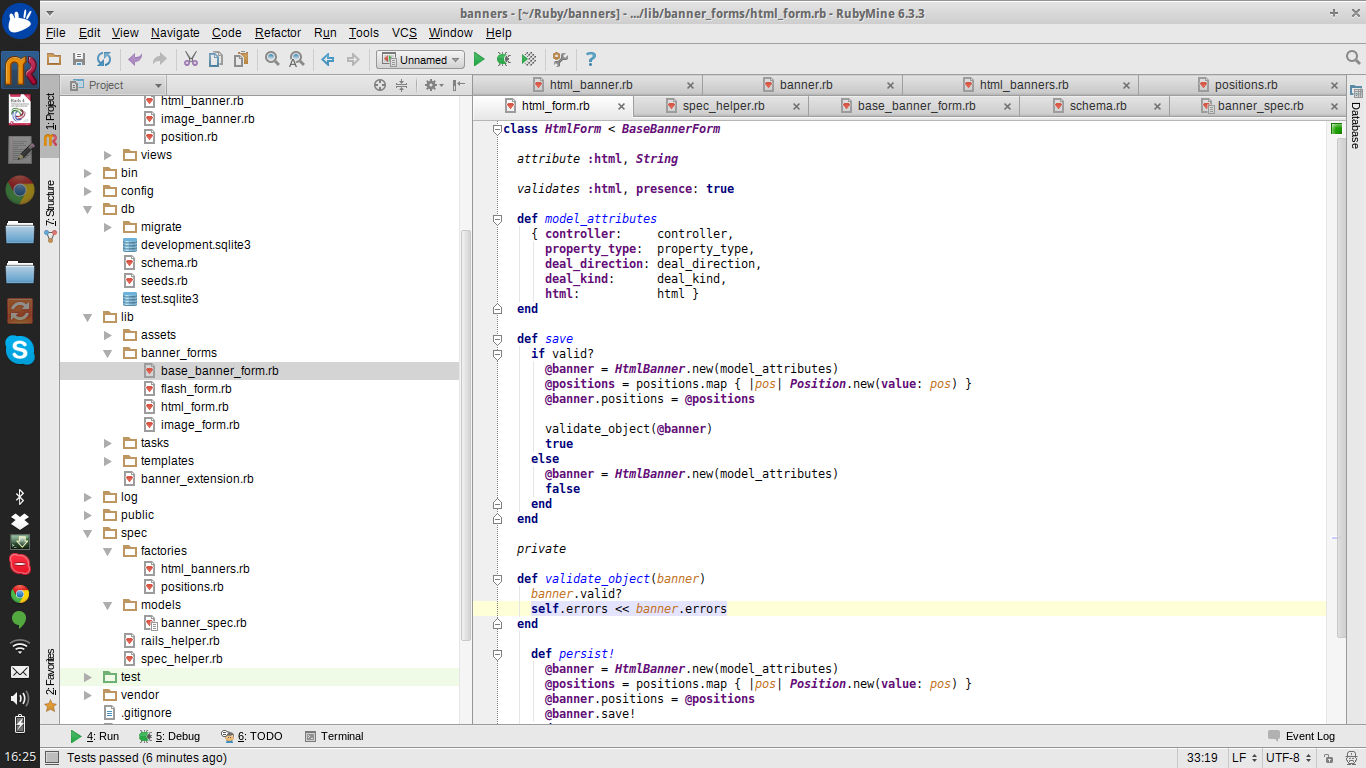 banners - [~/Ruby/banners] - .../lib/banner_forms/html_form.rb - RubyMine 6.3.3
File Edit View Navigate Code Refactor Run Tools VCS Window Help
Unnamed
Project
html_banner.rb banner.rb html_banners.rb positions.rb
html_form.rb spec_helper.rb base_banner_form.rb schema.rb banner_spec.rb
1: Project
7: Structure
2: Favorites
Database
html_banner.rb
image_banner.rb
position.rb
views
bin
config
db
migrate
development.sqlite3
schema.rb
seeds.rb
test.sqlite3
lib
assets
banner_forms
base_banner_form.rb
flash_form.rb
html_form.rb
image_form.rb
tasks
templates
banner_extension.rb
log
public
spec
factories
html_banners.rb
positions.rb
models
banner_spec.rb
rails_helper.rb
spec_helper.rb
test
vendor
.gitignore
class HtmlForm < BaseBannerForm
attribute :html, String
validates :html, presence: true
def model_attributes
{ controller: controller,
property_type: property_type,
deal_direction: deal_direction,
deal_kind: deal_kind,
html: html }
end
def save
if valid?
@banner = HtmlBanner.new(model_attributes)
@positions = positions.map { |pos| Position.new(value: pos) }
@banner.positions = @positions
validate_object(@banner)
true
else
@banner = HtmlBanner.new(model_attributes)
false
end
end
private
def validate_object(banner)
banner.valid?
self.errors << banner.errors
end
def persist!
@banner = HtmlBanner.new(model_attributes)
@positions = positions.map { |pos| Position.new(value: pos) }
@banner.positions = @positions
@banner.save!
4: Run 5: Debug 6: TODO Terminal Event Log
16:25 Tests passed (6 minutes ago) 33:19 LF UTF-8